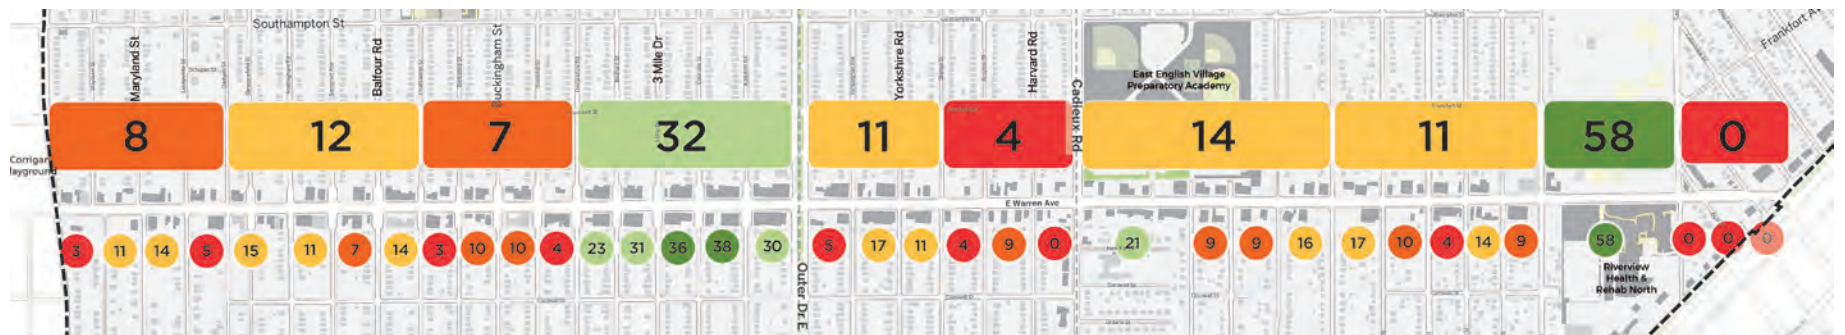 Southampton St
Frankfort A
Maryland St
Balfour Rd
Buckingham St
3 Mile Dr
Yorkshire Rd
Harvard Rd
Cadieux Rd
East English Village
Preparatory Academy
8
12
7
32
11
4
14
11
58
0
Corrigan
layground
E Warren Ave
3
11
14
5
15
11
7
14
3
10
10
4
23
31
36
38
30
5
17
11
4
9
0
21
9
9
16
17
10
4
14
9
58
0
0
0
Outer Dr E
Riverview
Health &
Rehab North